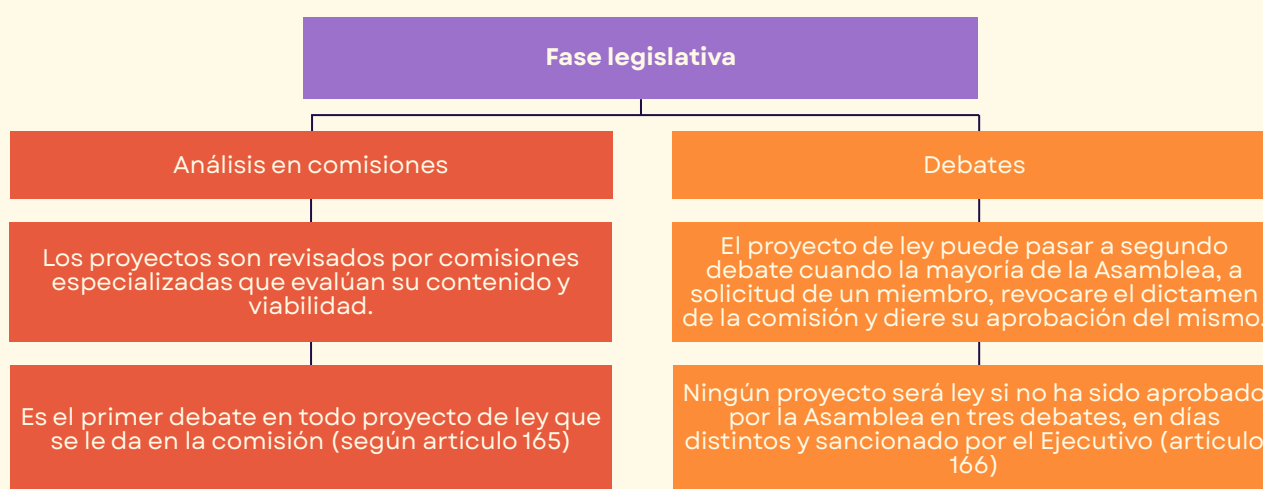 Fase legislativa
Análisis en comisiones
Los proyectos son revisados por comisiones
especializadas que evalúan su contenido y
viabilidad.
Es el primer debate en todo proyecto de ley que
se le da en la comisión (según artículo 165)
Debates
El proyecto de ley puede pasar a segundo
debate cuando la mayoría de la Asamblea, a
solicitud de un miembro, revocare el dictamen
de la comisión y diere su aprobación del mismo.
Ningún proyecto será ley si no ha sido aprobado
por la Asamblea en tres debates, en días
distintos y sancionado por el Ejecutivo (artículo
166)